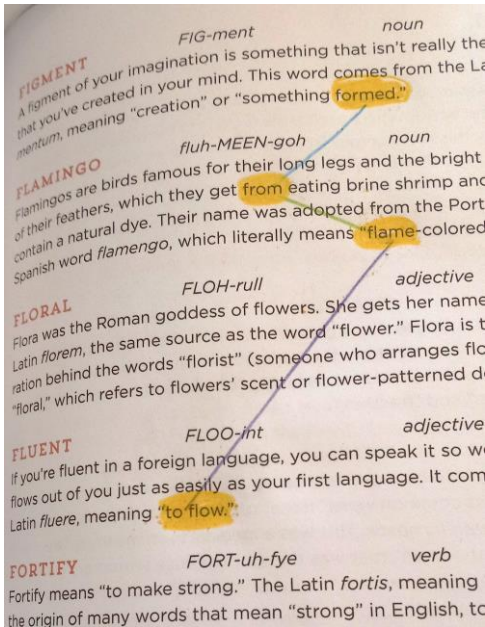 FIG-ment noun
FIGMENT
A figment of your imagination is something that isn't really the
that you've created in your mind. This word comes from the La
mentum, meaning "creation" or "something formed."
fluh-MEEN-goh noun
FLAMINGO
Flamingos are birds famous for their long legs and the bright
of their feathers, which they get from eating brine shrimp and
contain a natural dye. Their name was adopted from the Port
Spanish word flamengo, which literally means "flame-colored
FLOH-rull adjective
FLORAL
Flora was the Roman goddess of flowers. She gets her name
Latin florem, the same source as the word "flower." Flora is t
ration behind the words "florist" (someone who arranges flo
"floral," which refers to flowers' scent or flower-patterned d
FLOO-int adjective
FLUENT
If you're fluent in a foreign language, you can speak it so w
flows out of you just as easily as your first language. It com
Latin fluere, meaning "to flow."
FORT-uh-fye verb
FORTIFY
Fortify means "to make strong." The Latin fortis, meaning
the origin of many words that mean "strong" in English, to